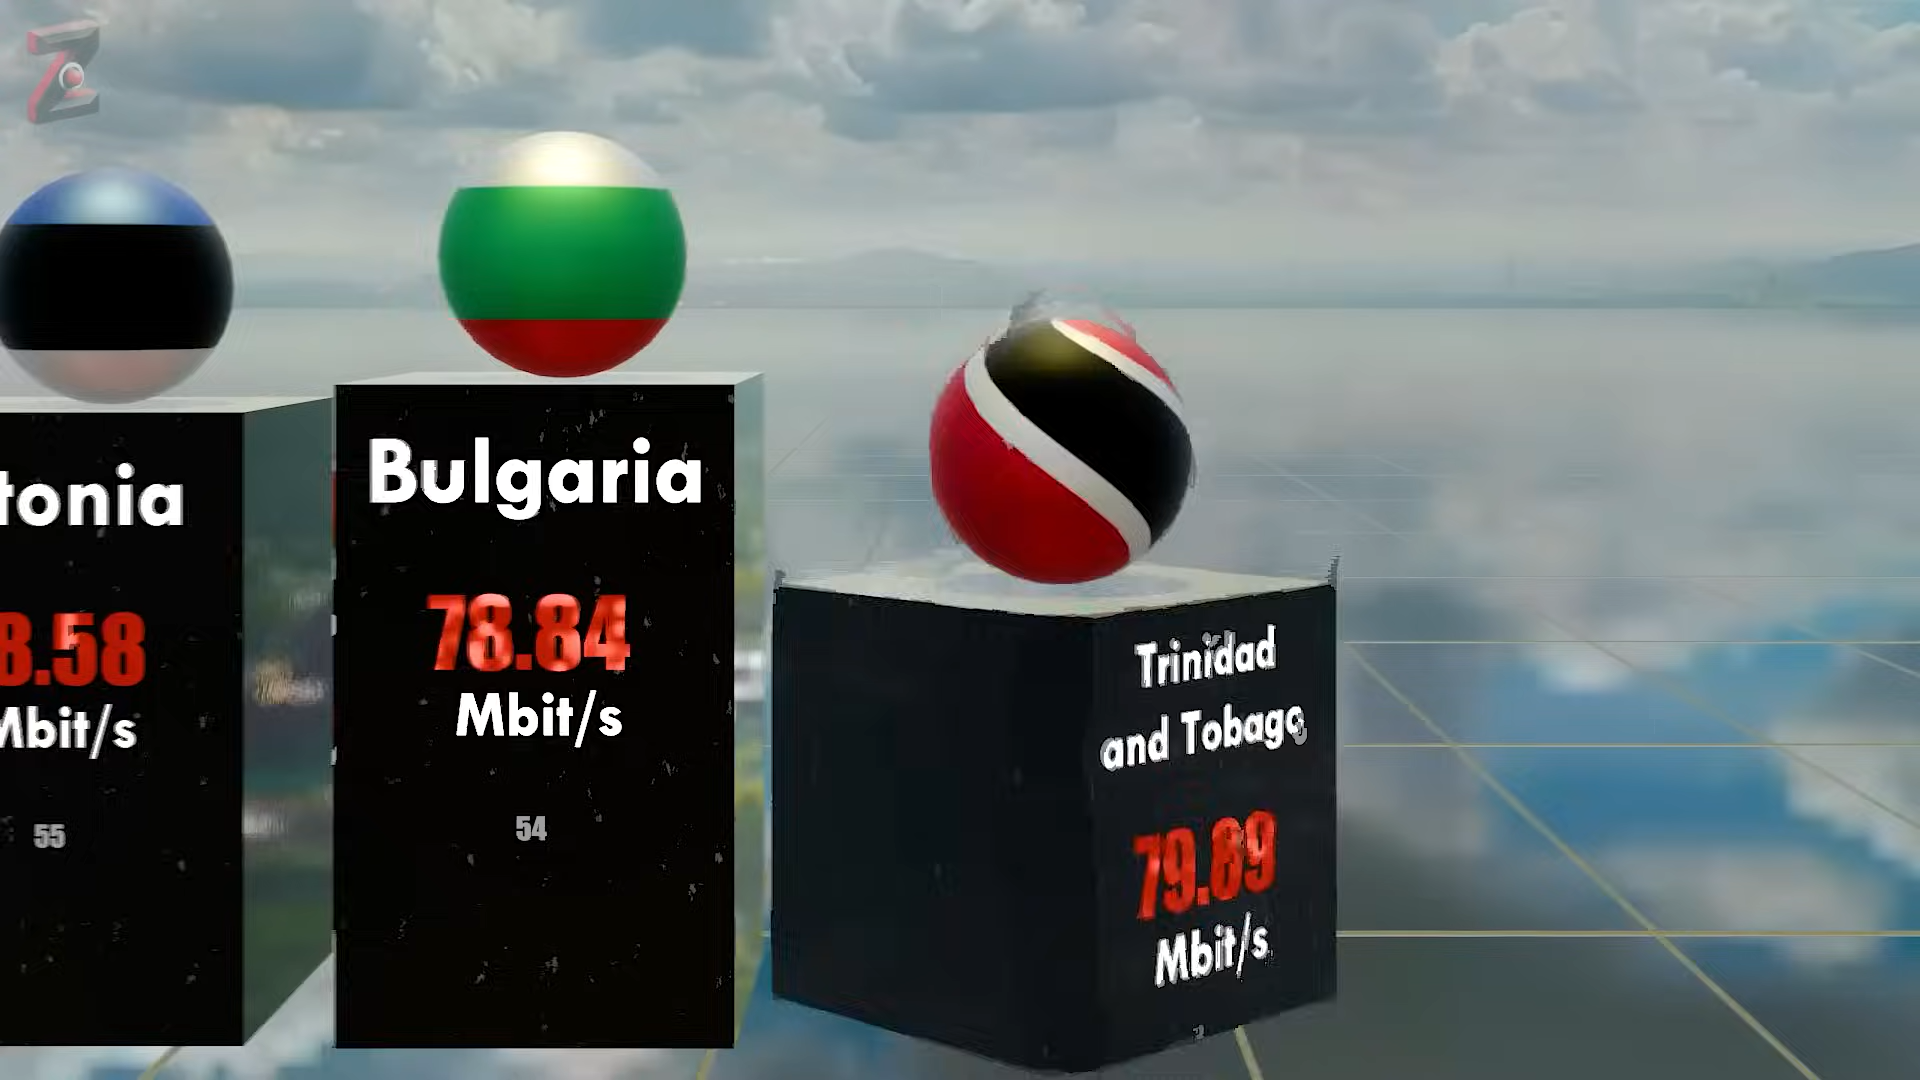 tonia
8.58
Mbit/s
55
Bulgaria
78.84
Mbit/s
54
Trinidad
and Tobago
79.89
Mbit/s